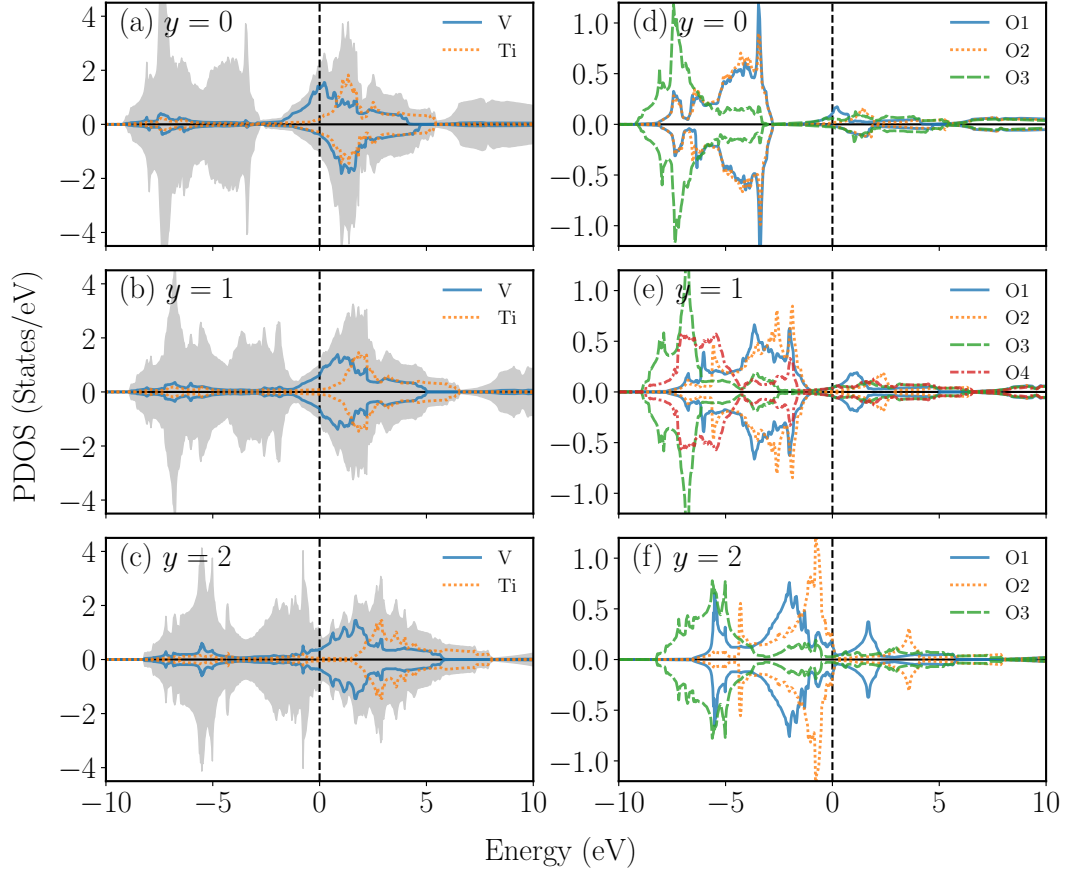 (a) y = 0
V
Ti
4
2
0
−2
−4
(d) y = 0
O1
O2
O3
1.0
0.5
0.0
−0.5
−1.0
(b) y = 1
V
Ti
4
2
0
−2
−4
(e) y = 1
O1
O2
O3
O4
1.0
0.5
0.0
−0.5
−1.0
PDOS (States/eV)
(c) y = 2
V
Ti
4
2
0
−2
−4
−10 −5 0 5 10
(f) y = 2
O1
O2
O3
1.0
0.5
0.0
−0.5
−1.0
−10 −5 0 5 10
Energy (eV)